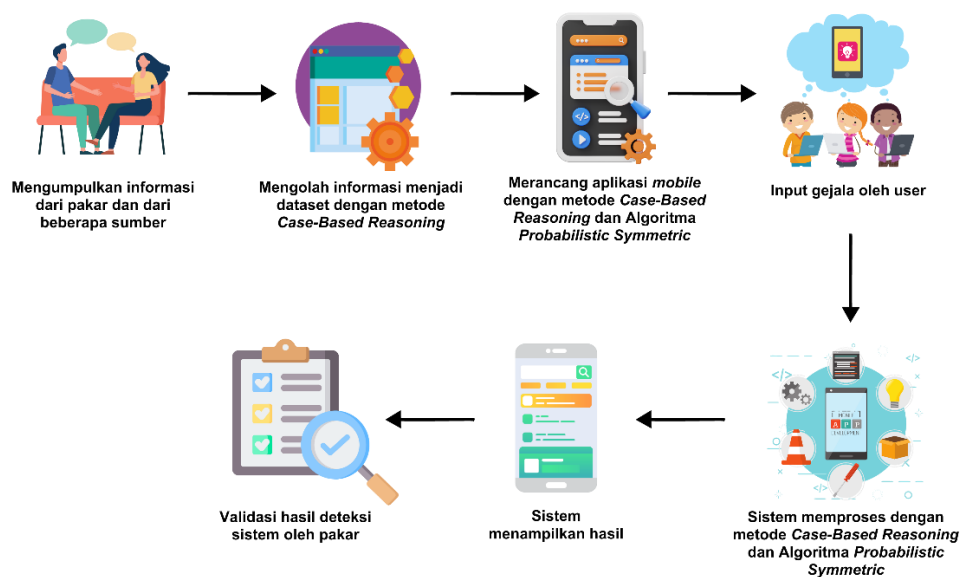 Mengumpulkan informasi
dari pakar dan dari
beberapa sumber
Mengolah informasi menjadi
dataset dengan metode
Case-Based Reasoning
Merancang aplikasi mobile
dengan metode Case-Based
Reasoning dan Algoritma
Probabilistic Symmetric
Input gejala oleh user
Sistem memproses dengan
metode Case-Based Reasoning
dan Algoritma Probabilistic
Symmetric
Sistem
menampilkan hasil
Validasi hasil deteksi
sistem oleh pakar